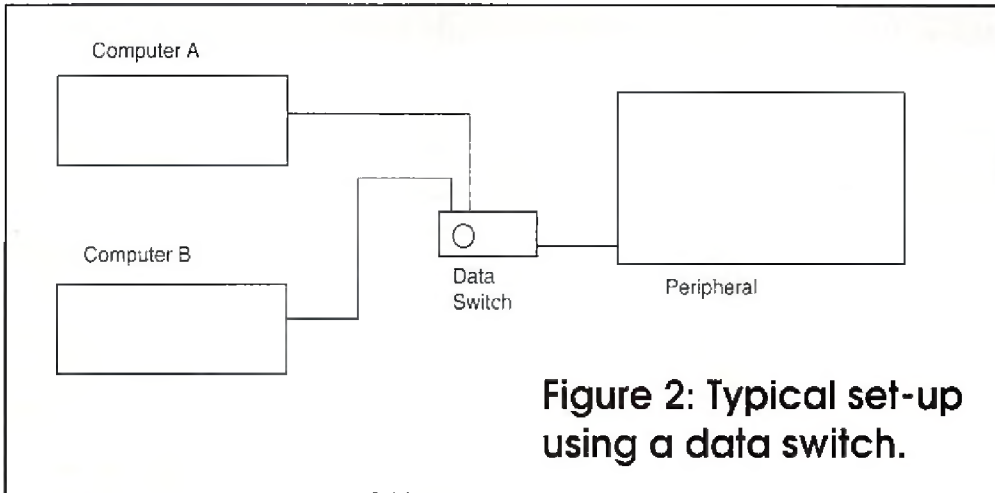 Computer A
Computer B
Data
Switch
Peripheral
Figure 2: Typical set-up
using a data switch.